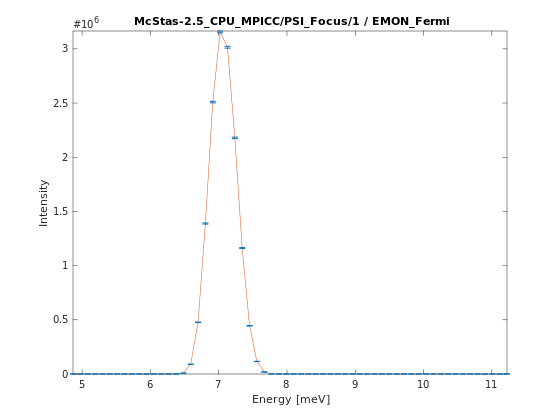 McStas-2.5_CPU_MPICC/PSI_Focus/1 / EMON_Fermi
#10^6
3
2.5
2
1.5
1
0.5
0
Intensity
5 6 7 8 9 10 11
Energy [meV]